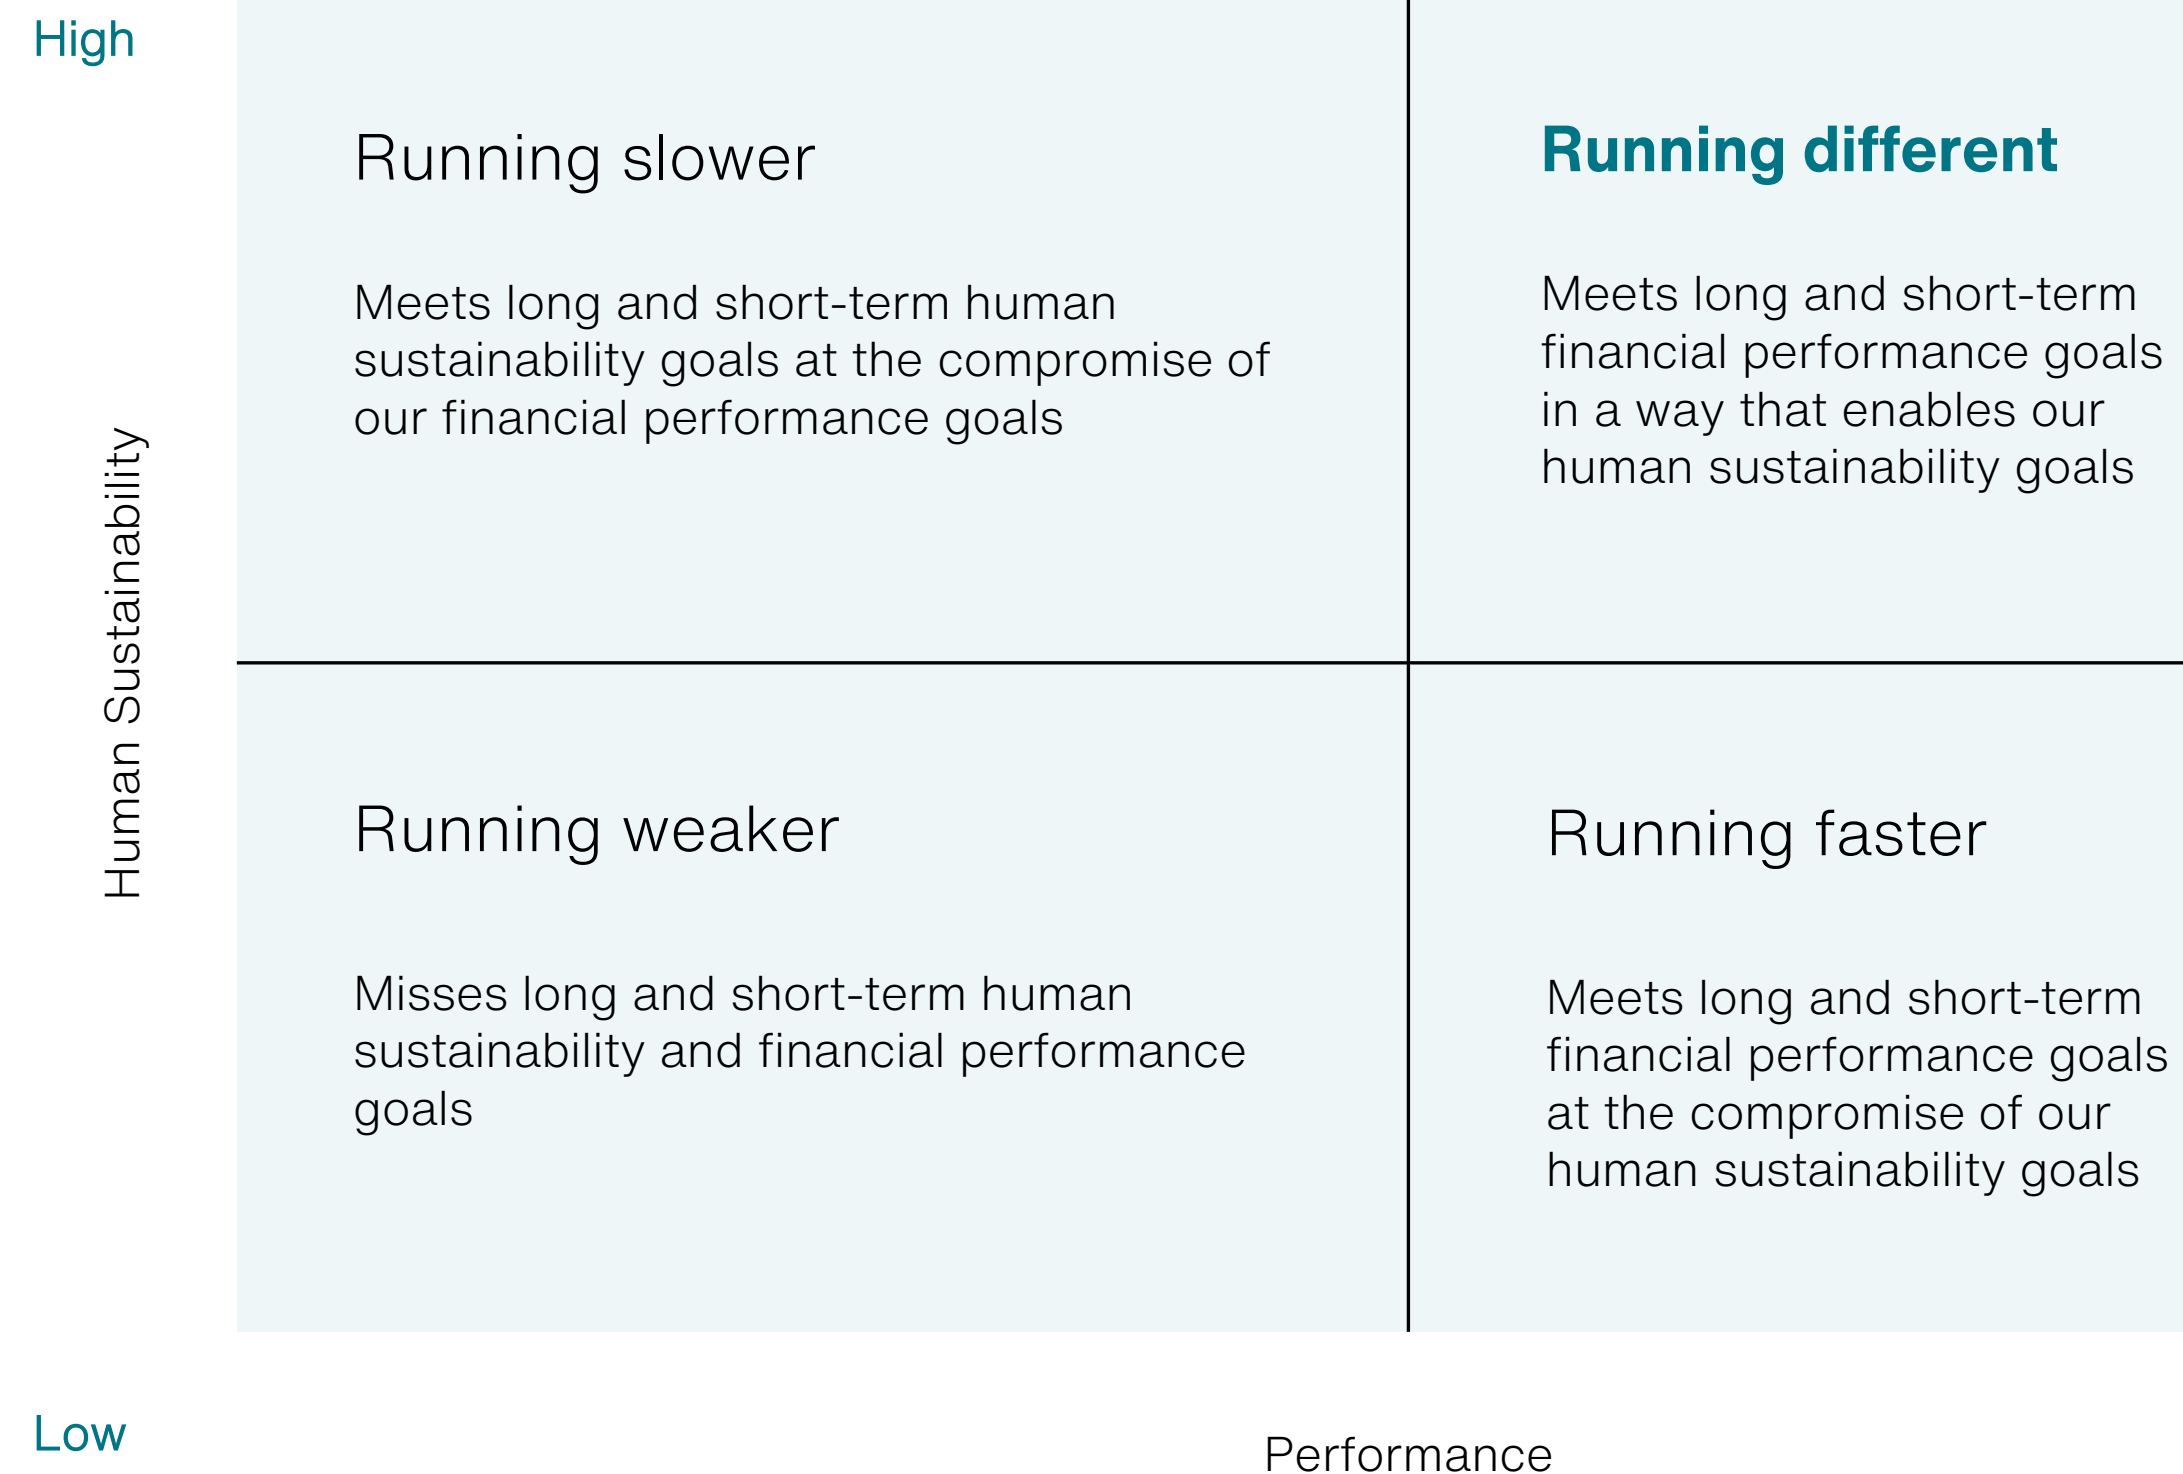 High
Running slower
Meets long and short-term human
sustainability goals at the compromise of
our financial performance goals
Running different
Meets long and short-term
financial performance goals
in a way that enables our
human sustainability goals
Human Sustainability
Running weaker
Misses long and short-term human
sustainability and financial performance
goals
Running faster
Meets long and short-term
financial performance goals
at the compromise of our
human sustainability goals
Low
Performance